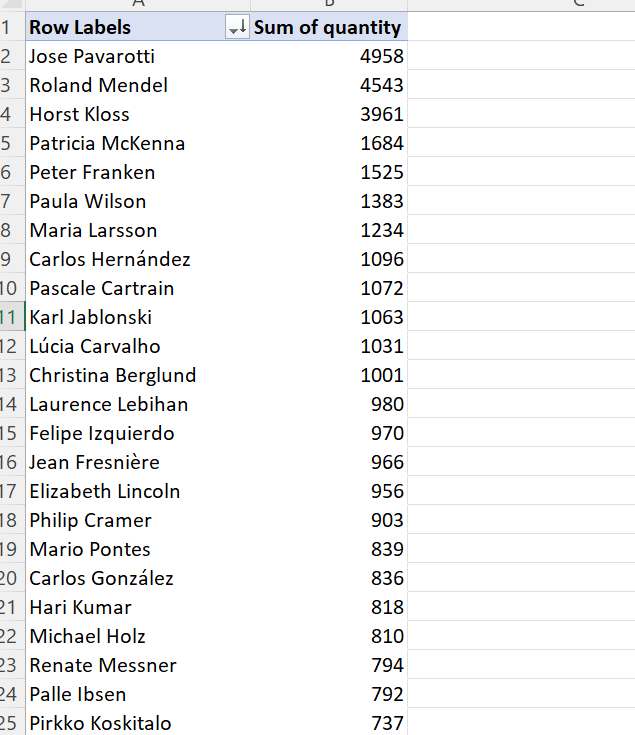 A B C
1 Row Labels Sum of quantity
2 Jose Pavarotti 4958
3 Roland Mendel 4543
4 Horst Kloss 3961
5 Patricia McKenna 1684
6 Peter Franken 1525
7 Paula Wilson 1383
8 Maria Larsson 1234
9 Carlos Hernández 1096
10 Pascale Cartrain 1072
11 Karl Jablonski 1063
12 Lúcia Carvalho 1031
13 Christina Berglund 1001
14 Laurence Lebihan 980
15 Felipe Izquierdo 970
16 Jean Fresnière 966
17 Elizabeth Lincoln 956
18 Philip Cramer 903
19 Mario Pontes 839
20 Carlos González 836
21 Hari Kumar 818
22 Michael Holz 810
23 Renate Messner 794
24 Palle Ibsen 792
25 Pirkko Koskitalo 737